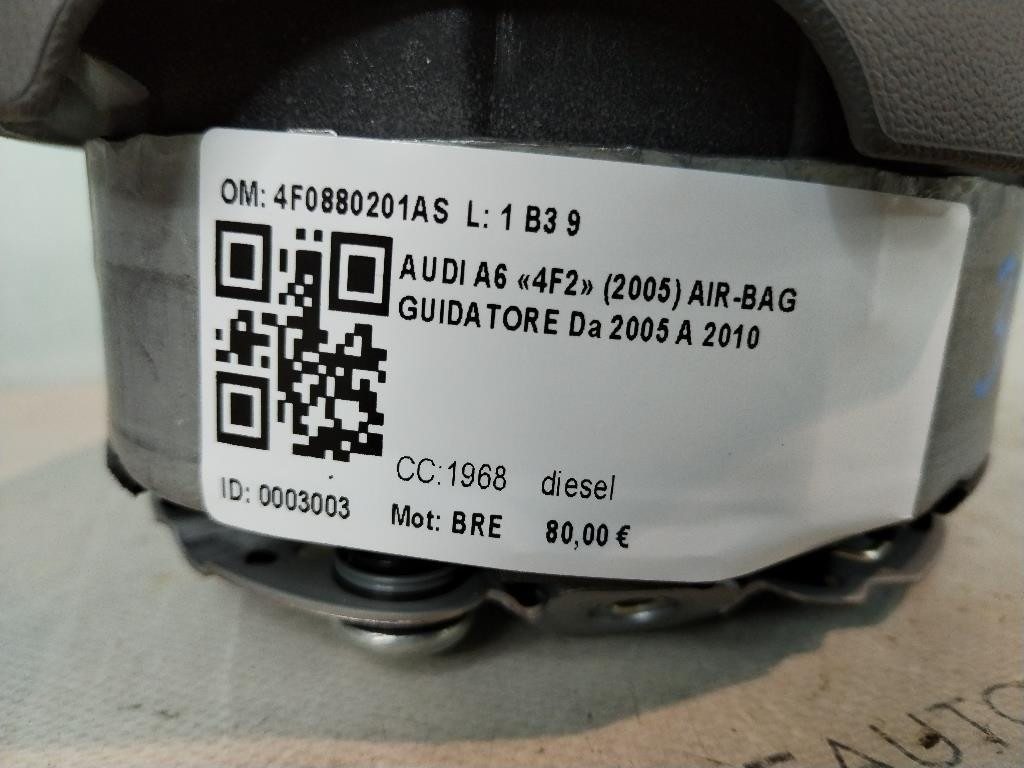 OM: 4F0880201AS L: 1 B3 9
AUDI A6 «4F2» (2005) AIR-BAG
GUIDATORE Da 2005 A 2010
CC:1968 diesel
ID: 0003003 Mot: BRE 80,00 €